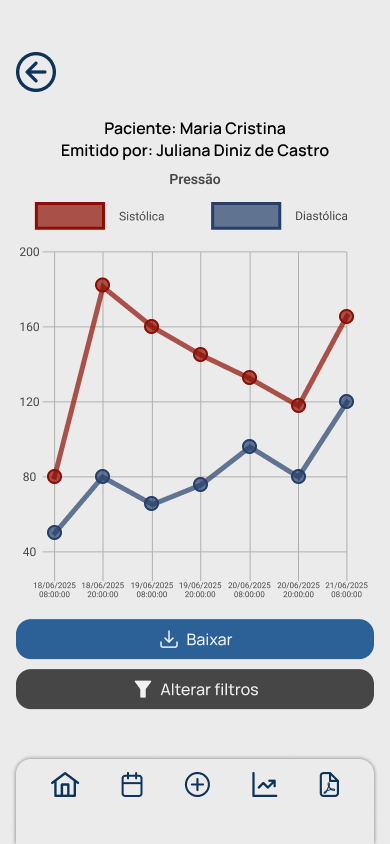 Paciente: Maria Cristina
Emitido por: Juliana Diniz de Castro
Pressão
Sistólica
Diastólica
200
160
120
80
40
18/06/2025 18/06/2025 19/06/2025 19/06/2025 20/06/2025 20/06/2025 21/06/2025
08:00:00 20:00:00 08:00:00 20:00:00 08:00:00 20:00:00 08:00:00
Baixar
Alterar filtros